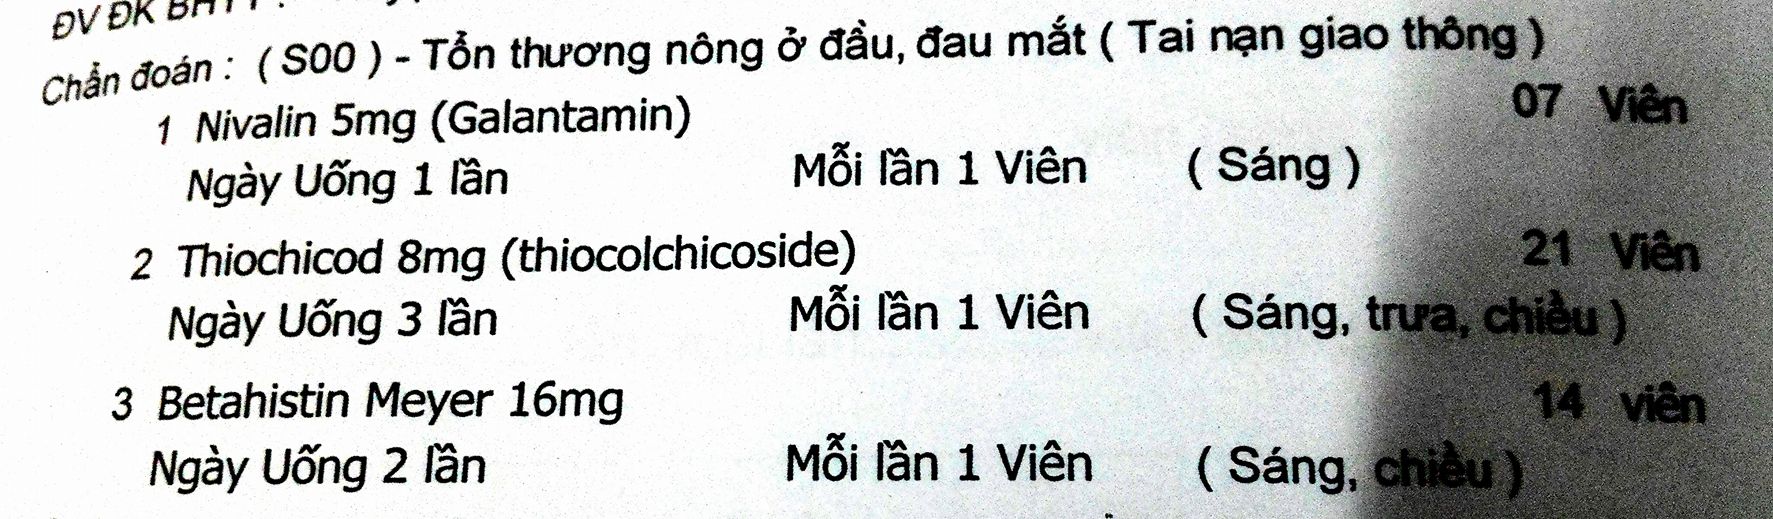 ĐV ĐK BHYT :
Chẩn đoán : ( S00 ) - Tổn thương nông ở đầu, đau mắt ( Tai nạn giao thông )
1 Nivalin 5mg (Galantamin) 07 Viên
Ngày Uống 1 lần Mỗi lần 1 Viên ( Sáng )
2 Thiochicod 8mg (thiocolchicoside) 21 Viên
Ngày Uống 3 lần Mỗi lần 1 Viên ( Sáng, trưa, chiều )
3 Betahistin Meyer 16mg 14 viên
Ngày Uống 2 lần Mỗi lần 1 Viên ( Sáng, chiều )